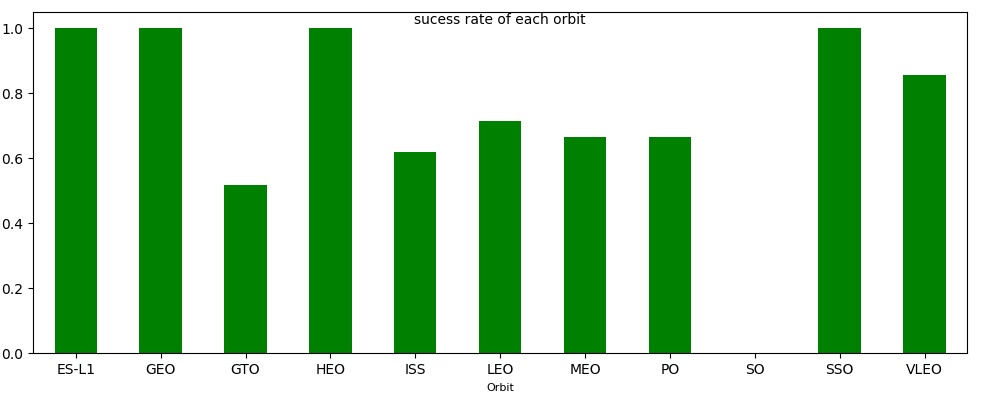 sucess rate of each orbit
1.0
0.8
0.6
0.4
0.2
0.0
ES-L1 GEO GTO HEO ISS LEO MEO PO SO SSO VLEO
Orbit